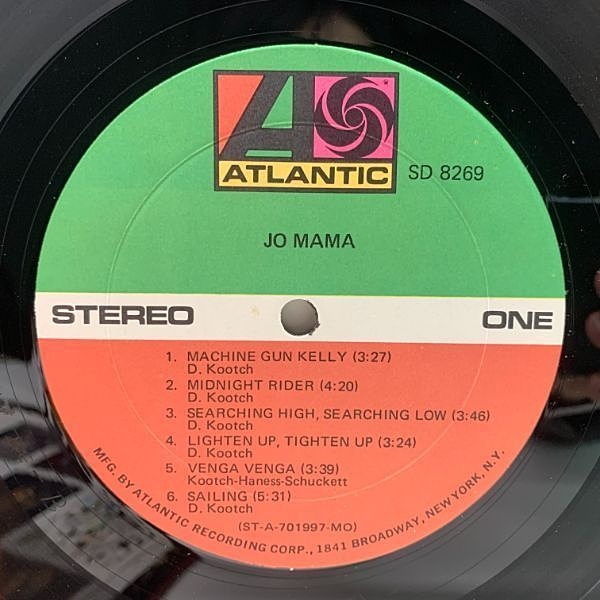 ATLANTIC
SD 8269
JO MAMA
STEREO
ONE
1. MACHINE GUN KELLY (3:27)
D. Kootch
2. MIDNIGHT RIDER (4:20)
D. Kootch
3. SEARCHING HIGH, SEARCHING LOW (3:46)
D. Kootch
4. LIGHTEN UP, TIGHTEN UP (3:24)
D. Kootch
5. VENGA VENGA (3:39)
Kootch-Haness-Schuckett
6. SAILING (5:31)
D. Kootch
(ST-A-701997-MO)
MFG. BY ATLANTIC RECORDING CORP., 1841 BROADWAY, NEW YORK, N.Y.